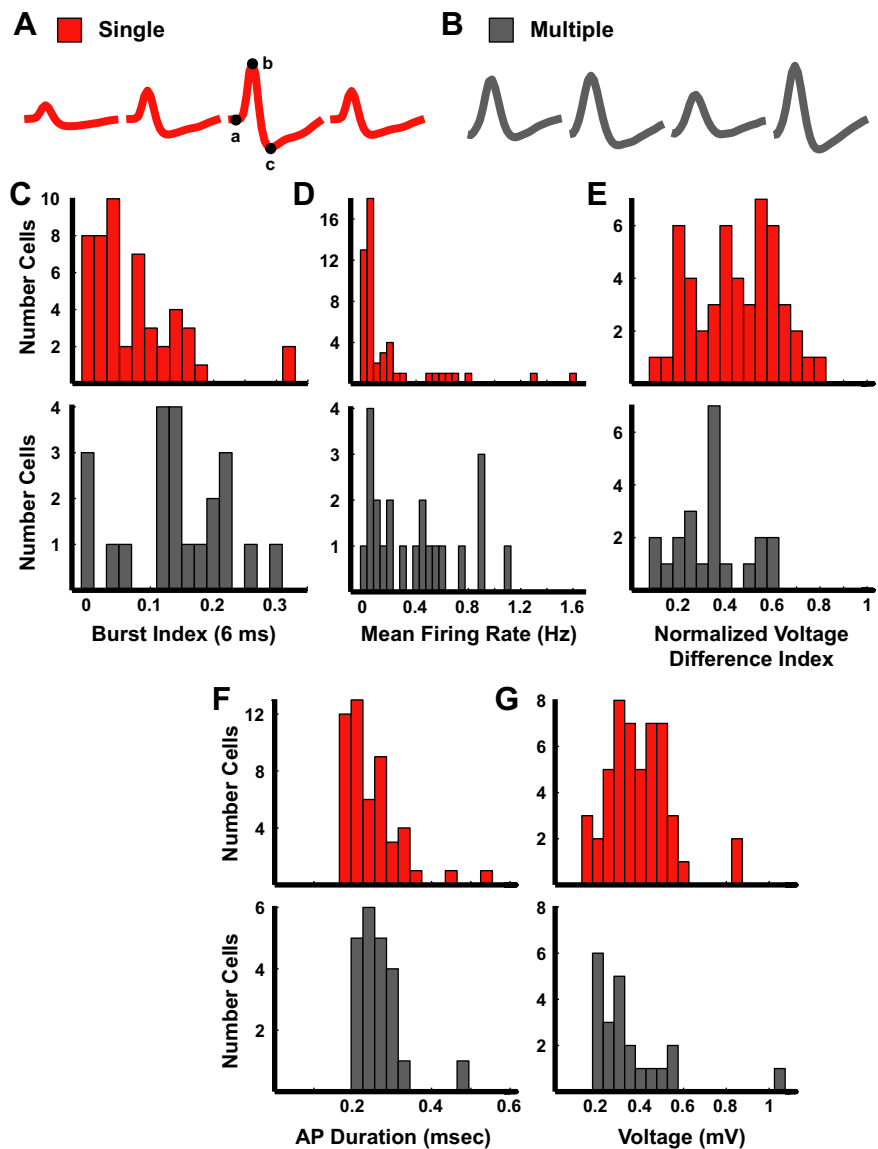 A Single
B Multiple
b
a
c
C
D
E
Number Cells
10
8
6
4
2
16
12
8
4
6
4
2
Number Cells
4
3
2
1
4
3
2
1
6
4
2
0 0.1 0.2 0.3
0 0.4 0.8 1.2 1.6
0.2 0.4 0.6 0.8 1
Burst Index (6 ms)
Mean Firing Rate (Hz)
Normalized Voltage
Difference Index
F
G
Number Cells
12
8
4
8
6
4
2
Number Cells
6
4
2
8
6
4
2
0.2 0.4 0.6
0.2 0.4 0.6 0.8 1
AP Duration (msec)
Voltage (mV)